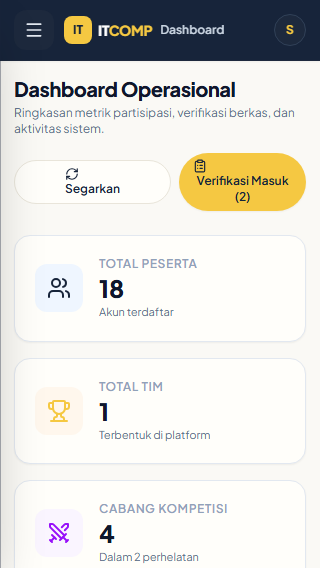 IT ITCOMP Dashboard S
Dashboard Operasional
Ringkasan metrik partisipasi, verifikasi berkas, dan
aktivitas sistem.
Segarkan
Verifikasi Masuk
(2)
TOTAL PESERTA
18
Akun terdaftar
TOTAL TIM
1
Terbentuk di platform
CABANG KOMPETISI
4
Dalam 2 perhelatan